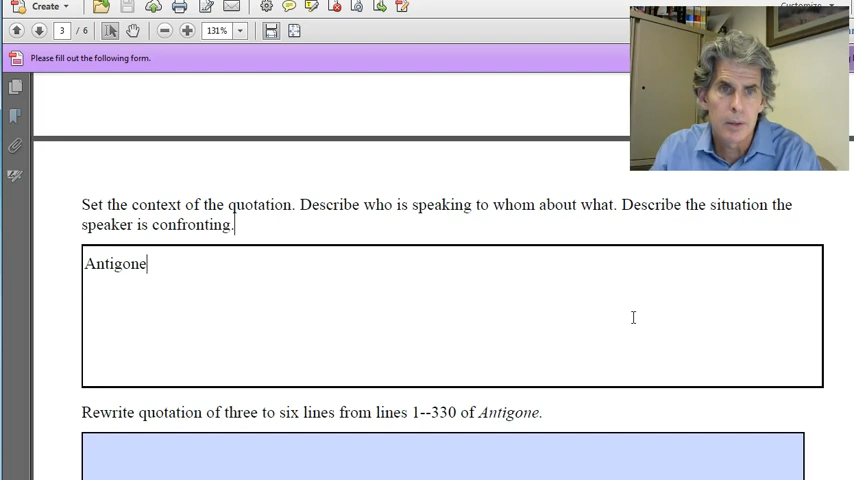 Create
Customize
3 / 6
131%
Please fill out the following form.
Set the context of the quotation. Describe who is speaking to whom about what. Describe the situation the
speaker is confronting.
Antigone
Rewrite quotation of three to six lines from lines 1--330 of Antigone.